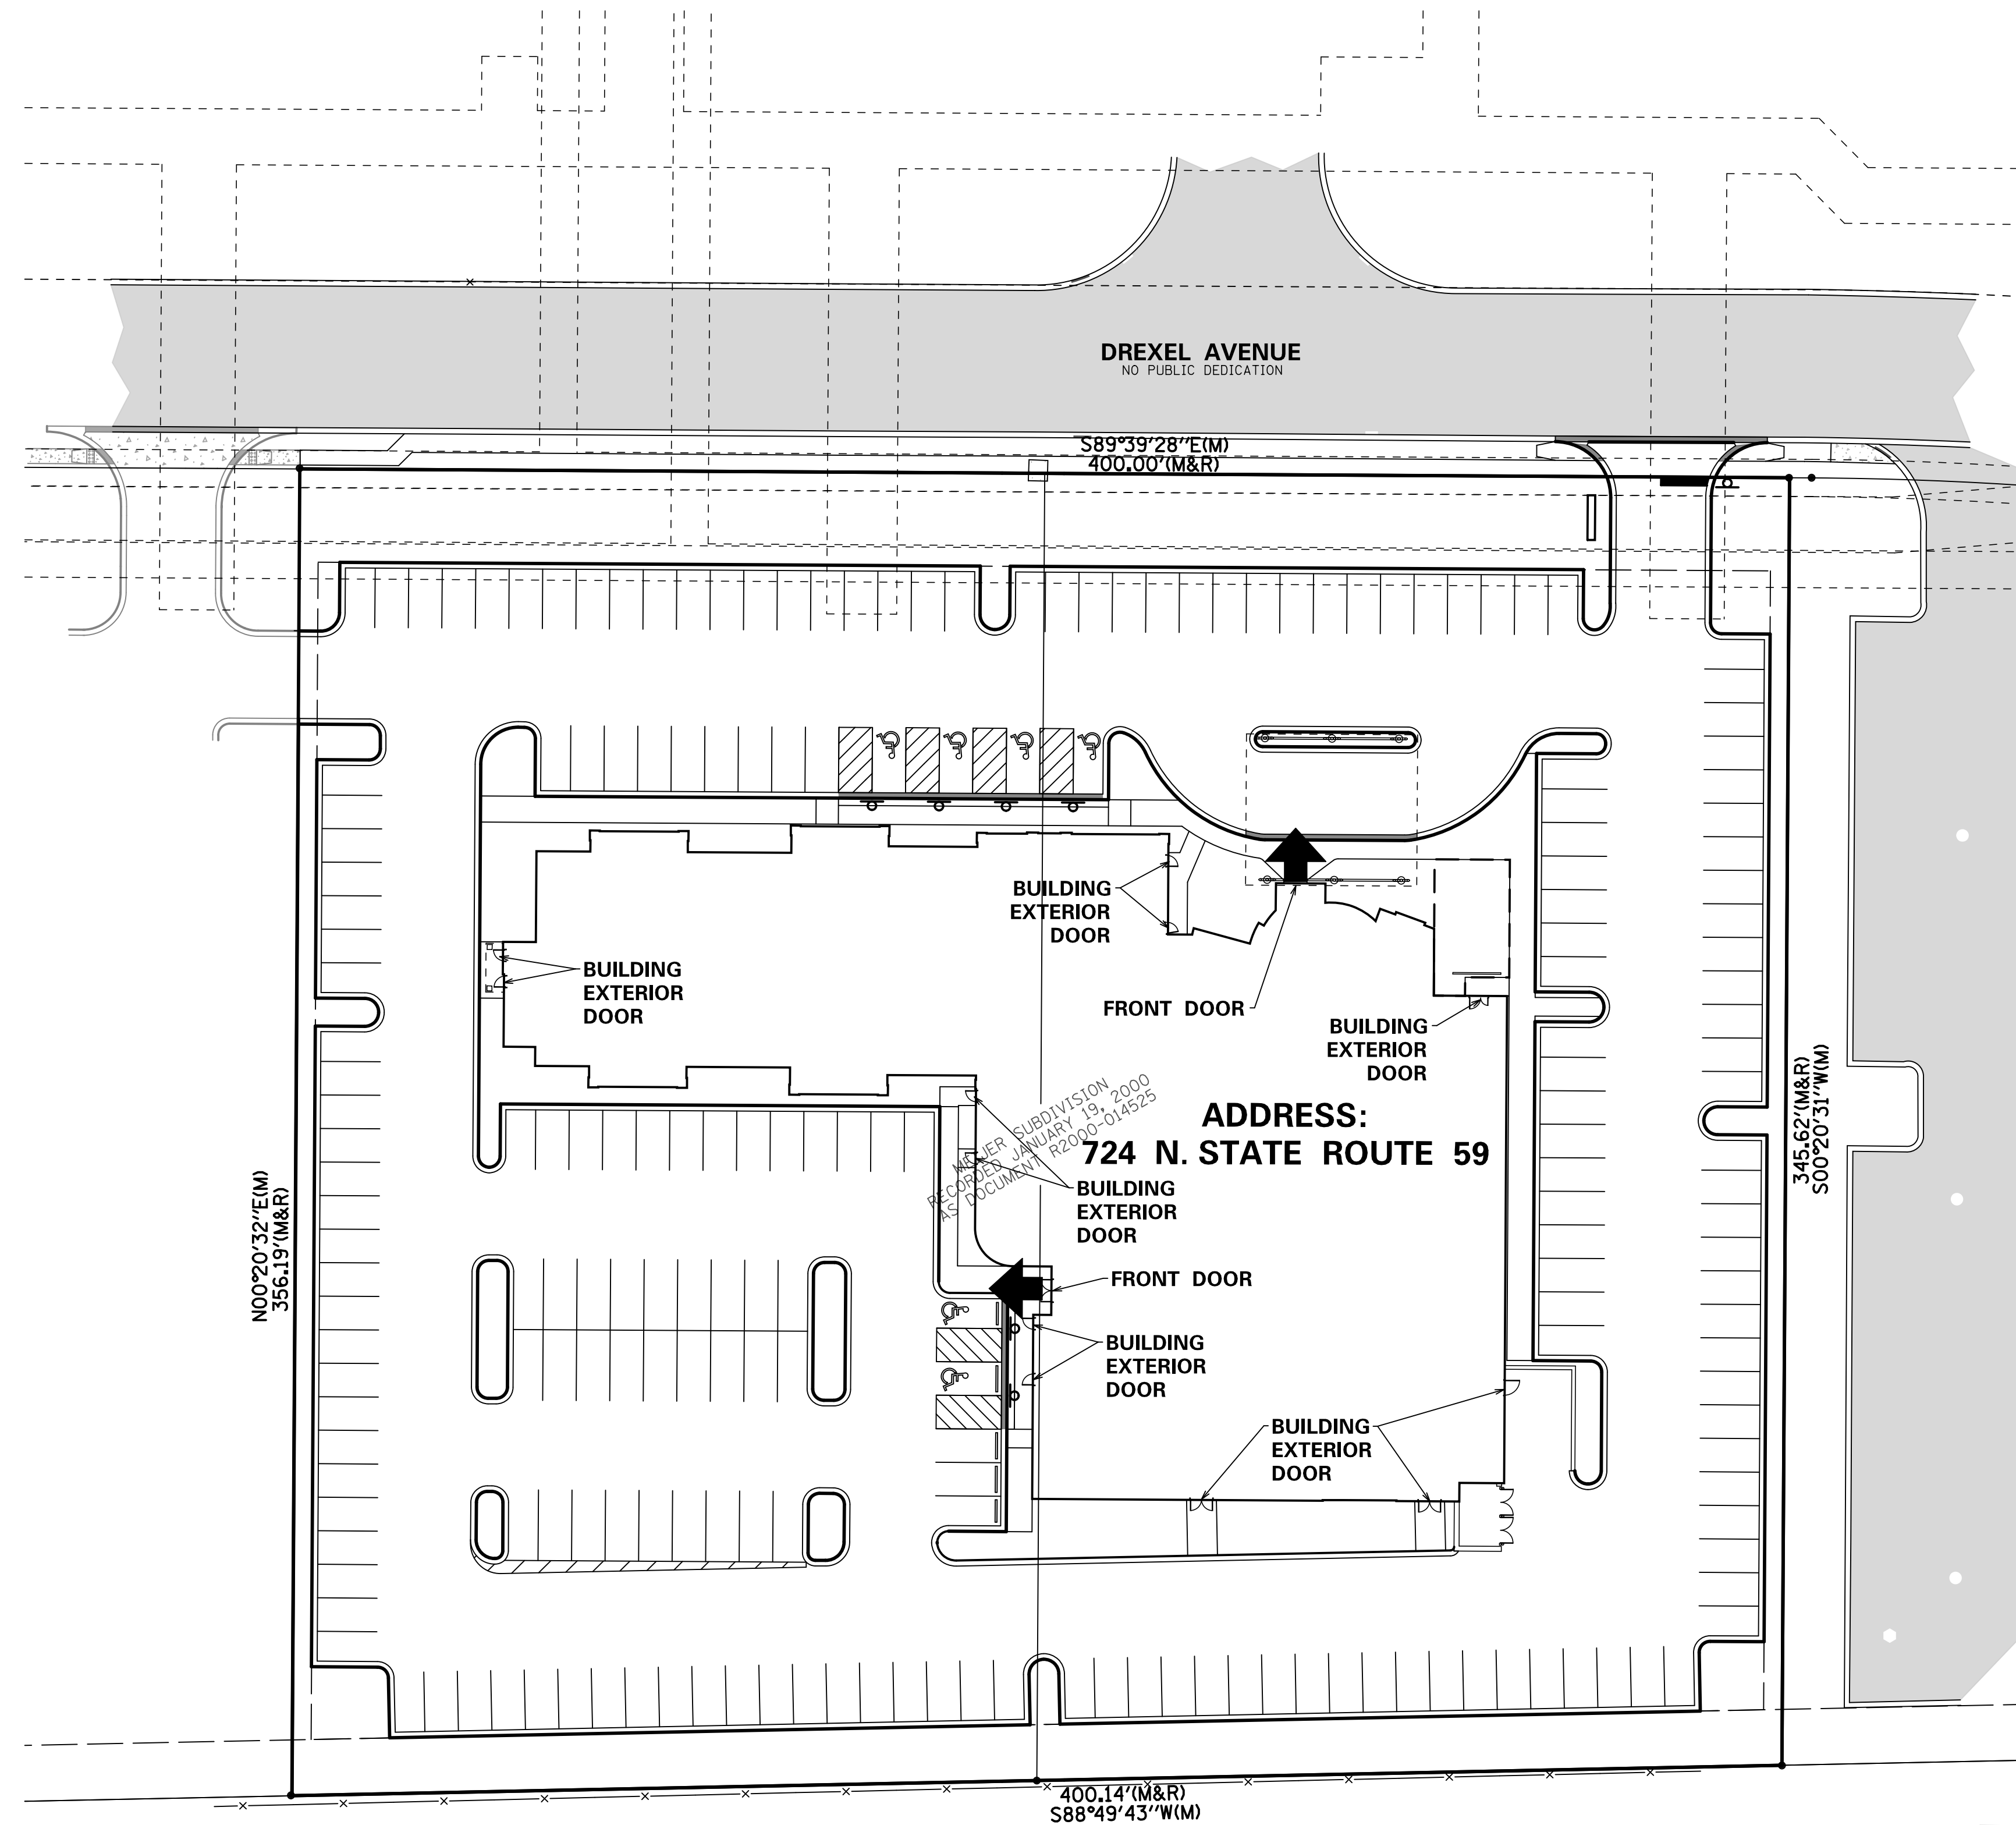 DREXEL AVENUE
NO PUBLIC DEDICATION
S89°39'28''E(M)
400.00'(M&R)
BUILDING
EXTERIOR
DOOR
BUILDING
EXTERIOR
DOOR
FRONT DOOR
BUILDING
EXTERIOR
DOOR
345.62'(M&R)
S00°20'31''W(M)
MEIJER SUBDIVISION
RECORDED JANUARY 19, 2000
AS DOCUMENT R2000-014525
ADDRESS:
724 N. STATE ROUTE 59
N00°20'32''E(M)
356.19'(M&R)
BUILDING
EXTERIOR
DOOR
FRONT DOOR
BUILDING
EXTERIOR
DOOR
BUILDING
EXTERIOR
DOOR
400.14'(M&R)
S88°49'43''W(M)